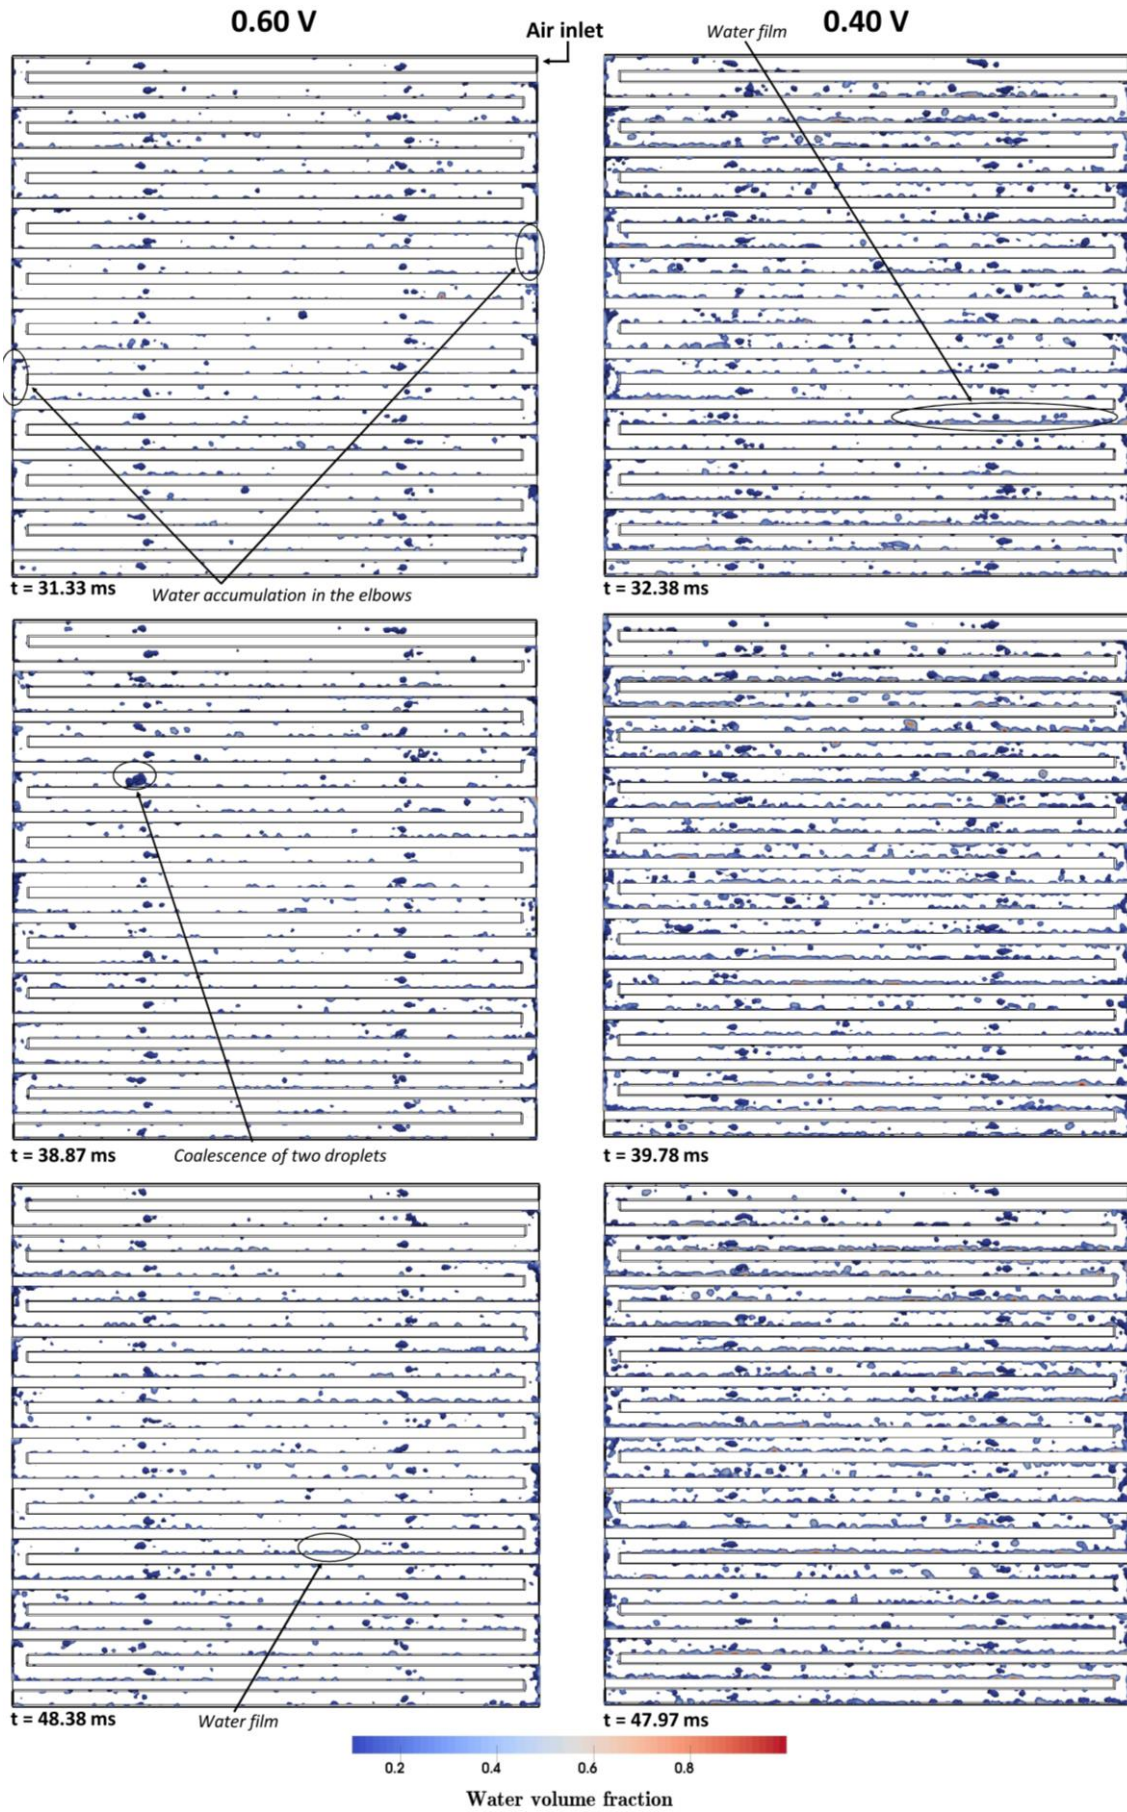 0.60 V
Air inlet
Water film
0.40 V
t = 31.33 ms
Water accumulation in the elbows
t = 32.38 ms
t = 38.87 ms
Coalescence of two droplets
t = 39.78 ms
t = 48.38 ms
Water film
t = 47.97 ms
0.2
0.4
0.6
0.8
Water volume fraction